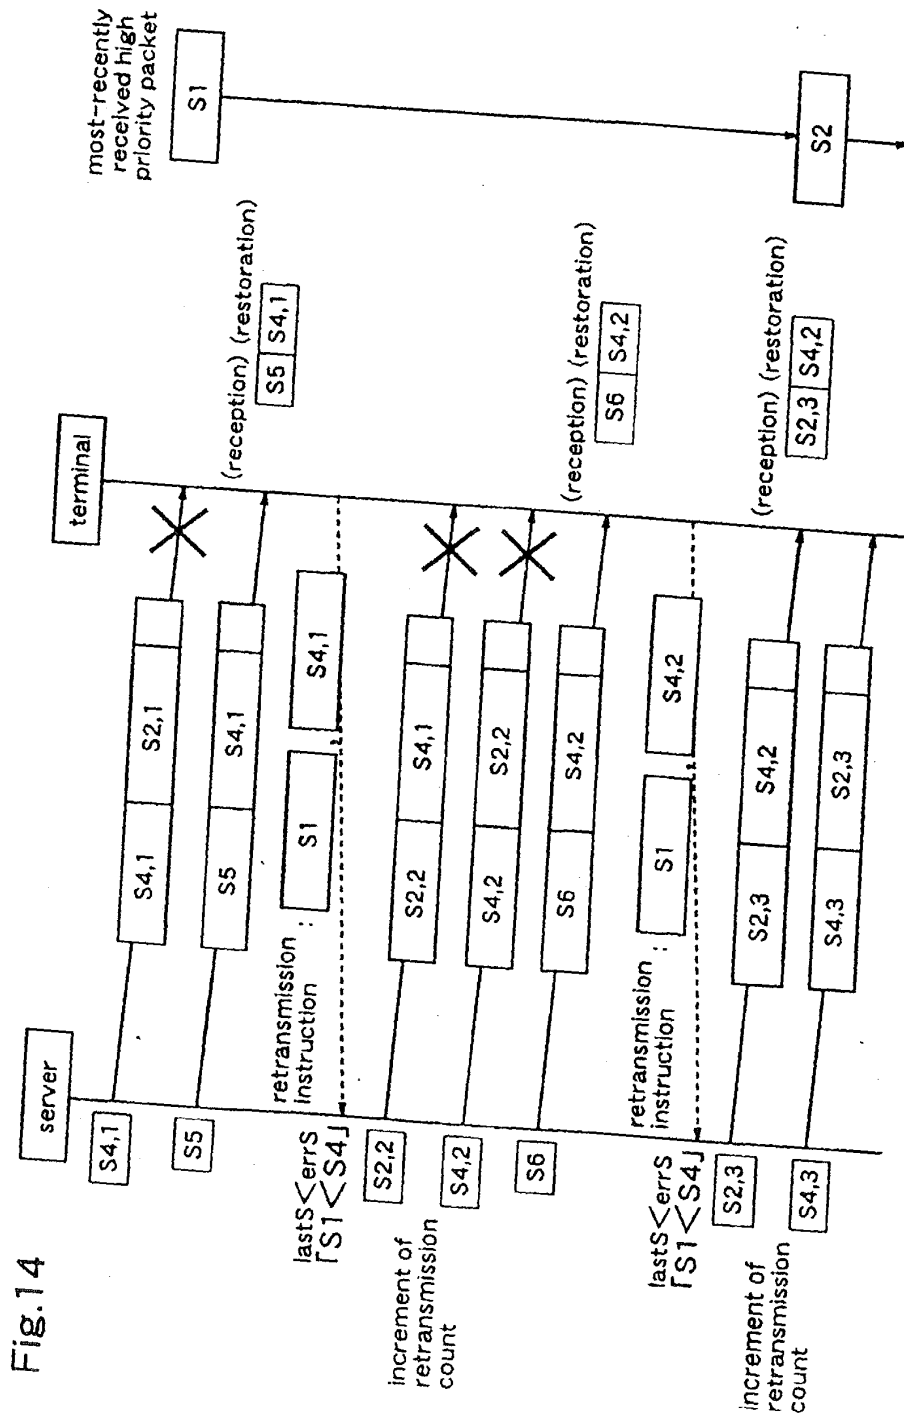 Fig.14
server
terminal
most-recently
received high
priority packet
S1
S4,1
S4,1
S2,1
S5
S5
S4,1
(reception) (restoration)
S5
S4,1
retransmission
instruction :
S1
S4,1
lastS<errS
「S1<S4」
increment of
retransmission
count
S2,2
S2,2
S4,1
S4,2
S4,2
S2,2
S6
S6
S4,2
(reception) (restoration)
S6
S4,2
retransmission
instruction :
S1
S4,2
lastS<errS
「S1<S4」
increment of
retransmission
count
S2,3
S2,3
S4,2
(reception) (restoration)
S2,3
S4,2
S2
S4,3
S4,3
S2,3